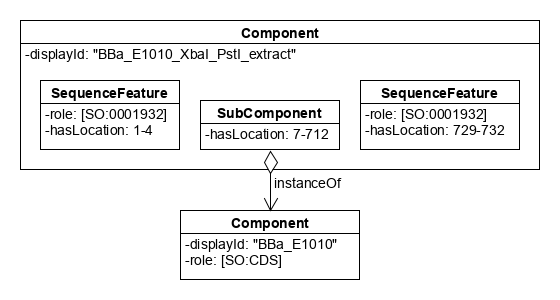 Component
-displayId: "BBa_E1010_XbaI_PstI_extract"
SequenceFeature
-role: [SO:0001932]
-hasLocation: 1-4
SubComponent
-hasLocation: 7-712
SequenceFeature
-role: [SO:0001932]
-hasLocation: 729-732
instanceOf
Component
-displayId: "BBa_E1010"
-role: [SO:CDS]